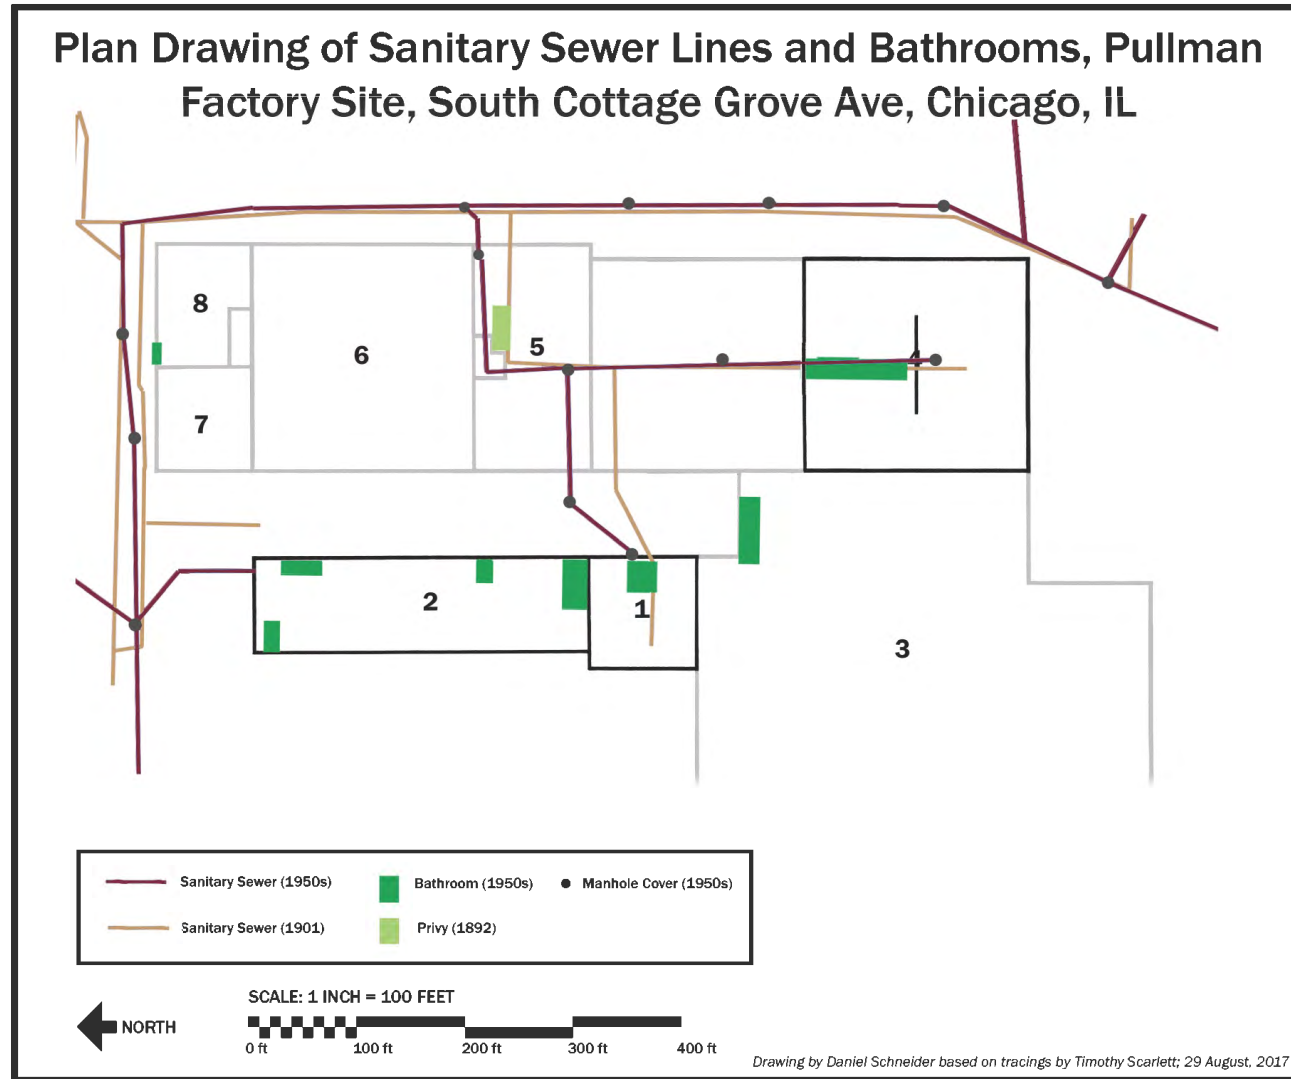 Plan Drawing of Sanitary Sewer Lines and Bathrooms, Pullman
Factory Site, South Cottage Grove Ave, Chicago, IL
8
6
5
4
7
2
1
3
Sanitary Sewer (1950s)
Bathroom (1950s)
Manhole Cover (1950s)
Sanitary Sewer (1901)
Privy (1892)
SCALE: 1 INCH = 100 FEET
NORTH
0 ft
100 ft
200 ft
300 ft
400 ft
Drawing by Daniel Schneider based on tracings by Timothy Scarlett; 29 August, 2017